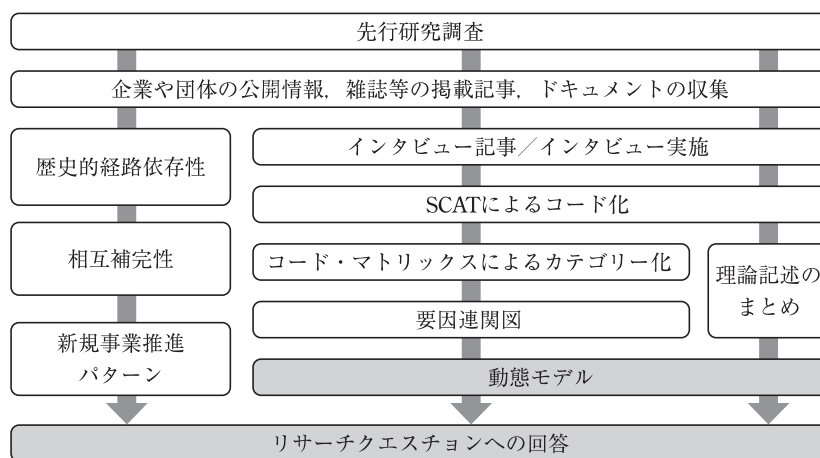 先行研究調査
企業や団体の公開情報，雑誌等の掲載記事，ドキュメントの収集
歴史的経路依存性
相互補完性
新規事業推進
パターン
インタビュー記事／インタビュー実施
SCATによるコード化
コード・マトリックスによるカテゴリー化
要因連関図
理論記述の
まとめ
動態モデル
リサーチクエスチョンへの回答